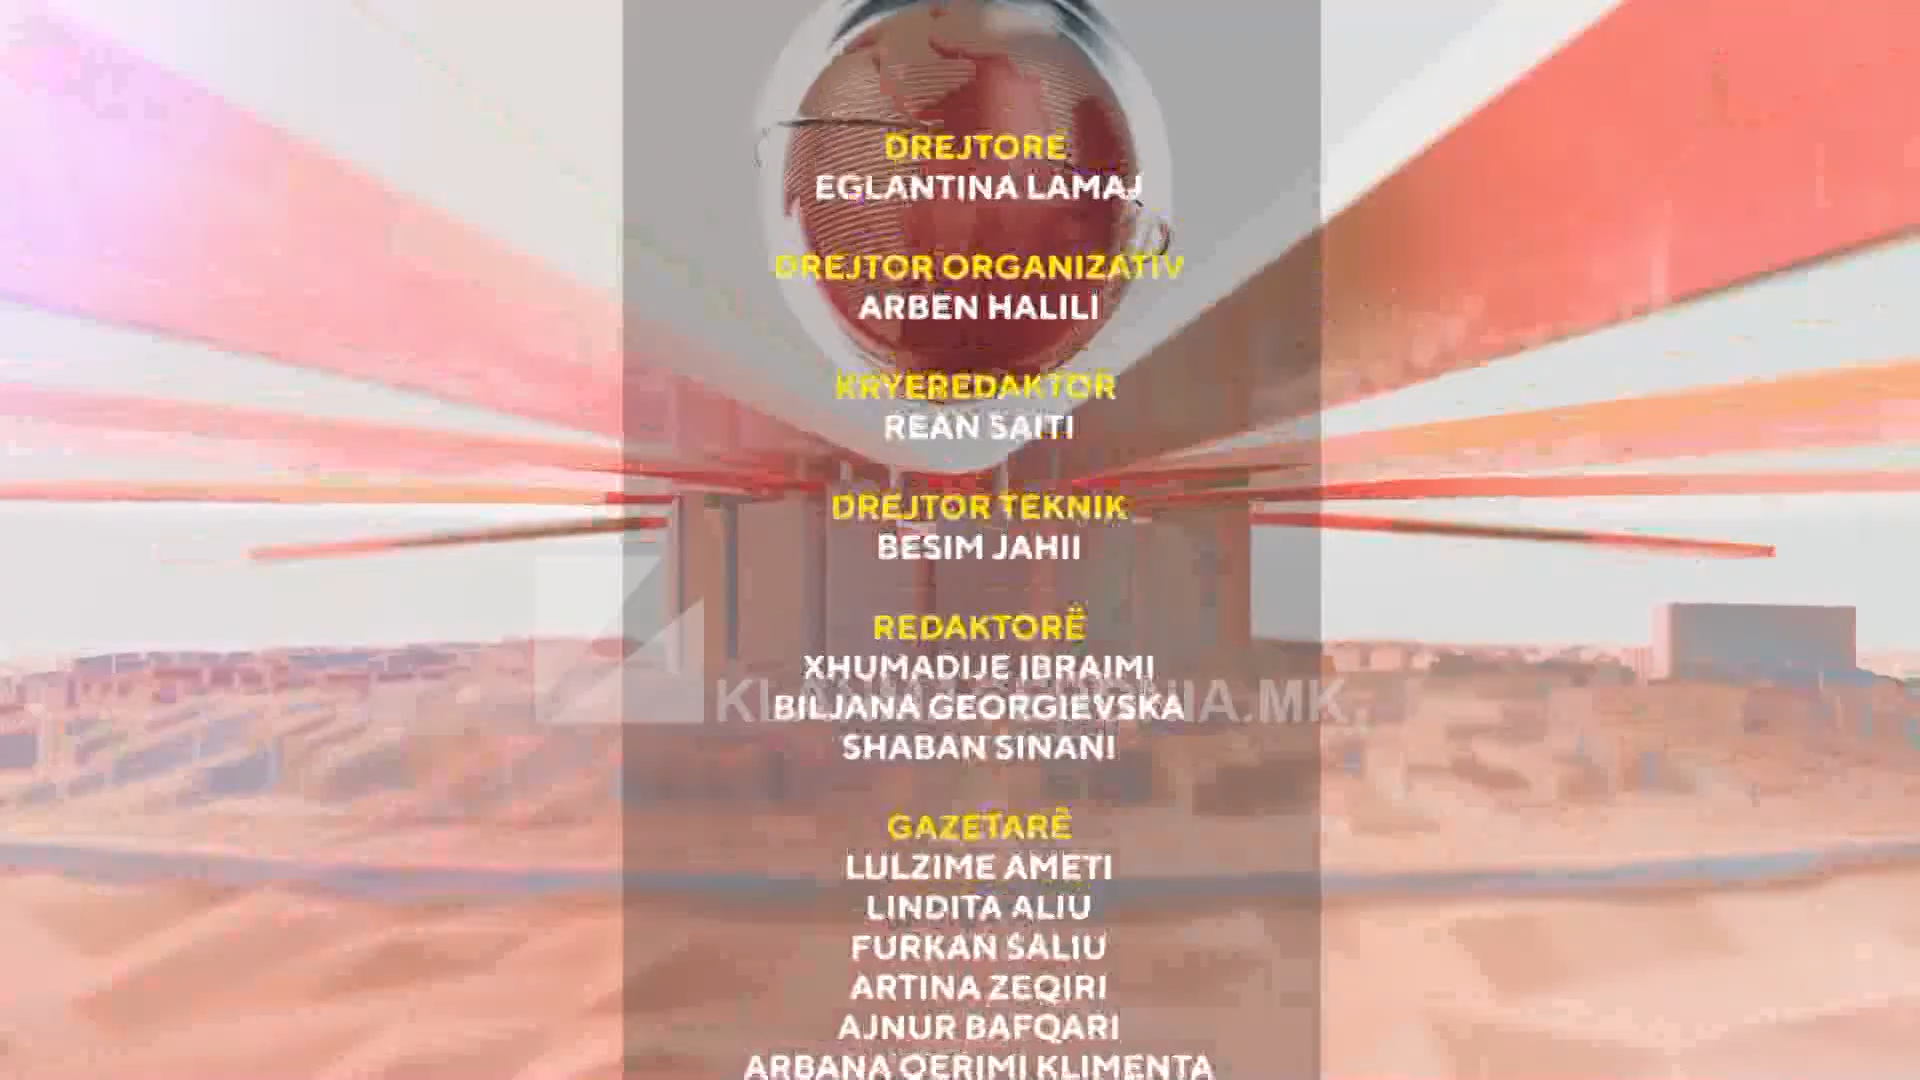 DREJTORE
EGLANTINA LAMAJ
DREJTOR ORGANIZATIV
ARBEN HALILI
KRYEREDAKTOR
REAN SAITI
DREJTOR TEKNIK
BESIM JAHII
REDAKTORË
XHUMADIJE IBRAIMI
BILJANA GEORGIEVSKA
SHABAN SINANI
GAZETARË
LULZIME AMETI
LINDITA ALIU
FURKAN SALIU
ARTINA ZEQIRI
AJNUR BAFQARI
ARBANA QERIMI KLIMENTA